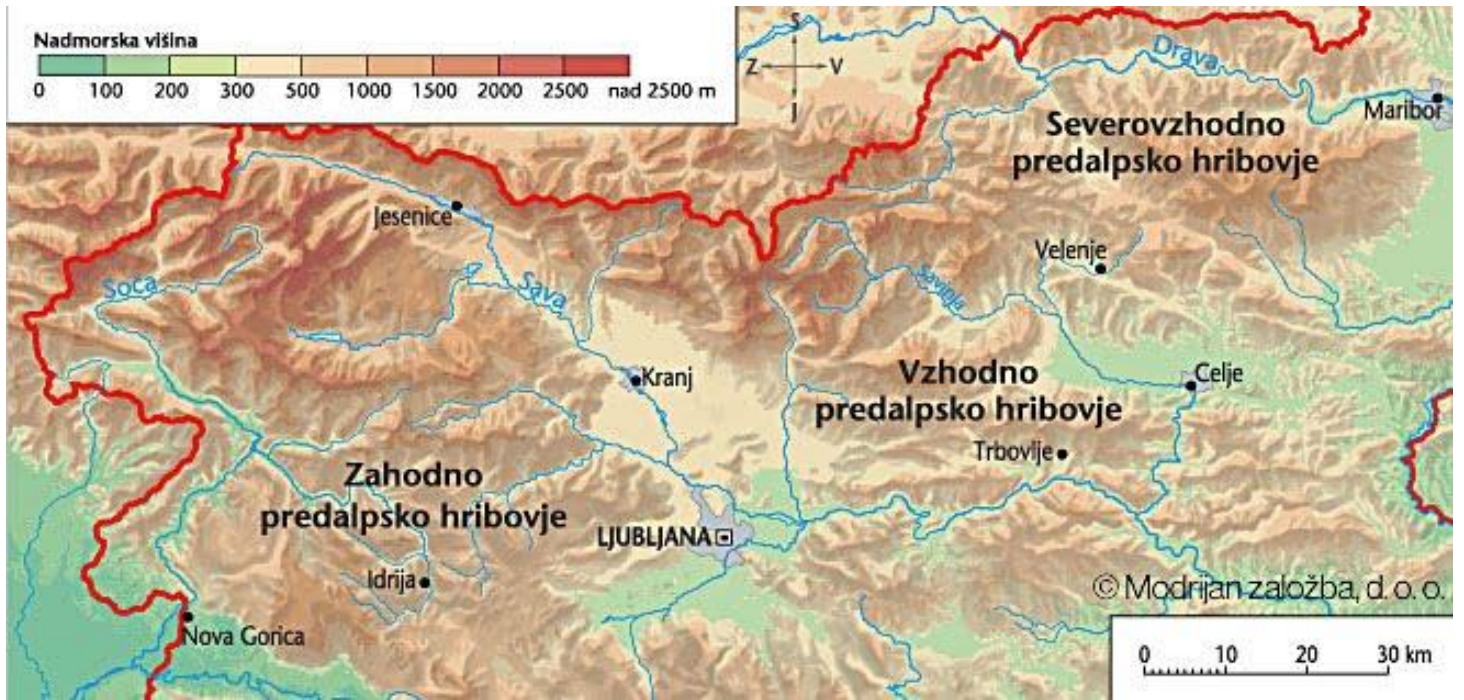 Nadmorska višina
0 100 200 300 500 1000 1500 2000 2500 nad 2500 m
S
Z V
J
Drava
Maribor
Severovzhodno
predalpsko hribovje
Jesenice
Velenje
Soča
Sava
Savinja
Kranj
Vzhodno
predalpsko hribovje
Celje
Trbovlje
Zahodno
predalpsko hribovje
LJUBLJANA
Idrija
© Modrijan založba, d. o. o.
Nova Gorica
0 10 20 30 km